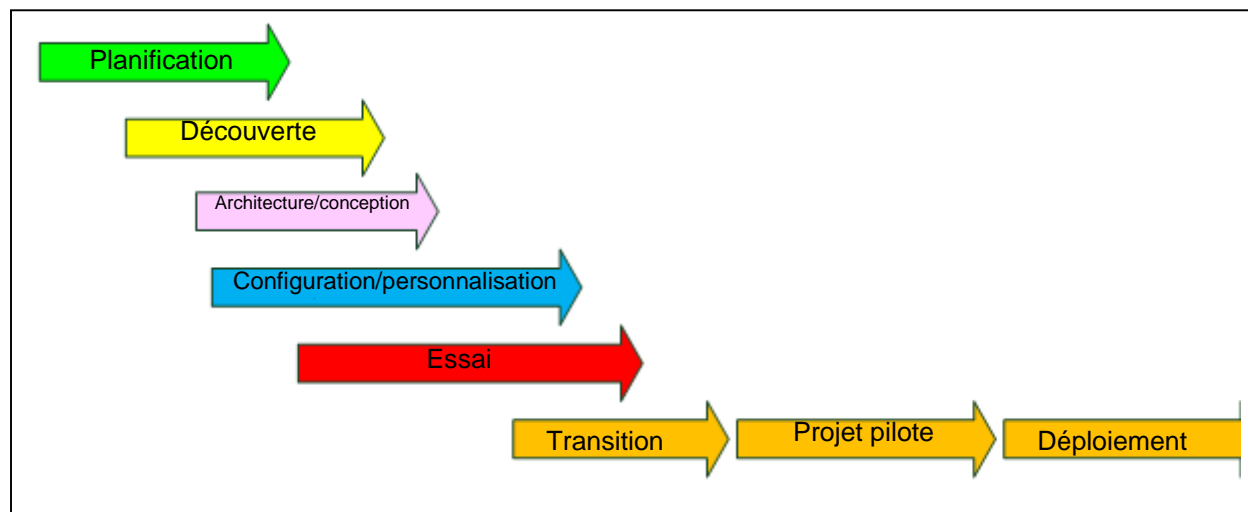 Planification
Découverte
Architecture/conception
Configuration/personnalisation
Essai
Transition
Projet pilote
Déploiement